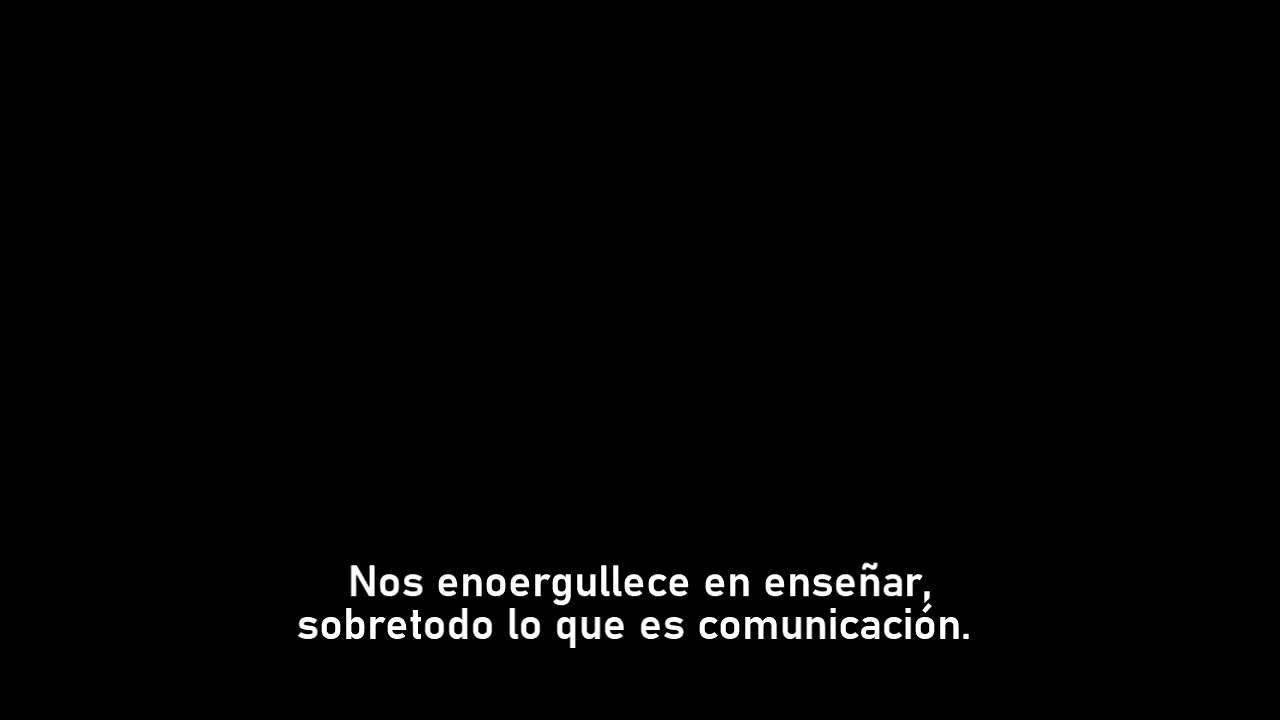 Nos enoergullece en enseñar,
sobretodo lo que es comunicación.